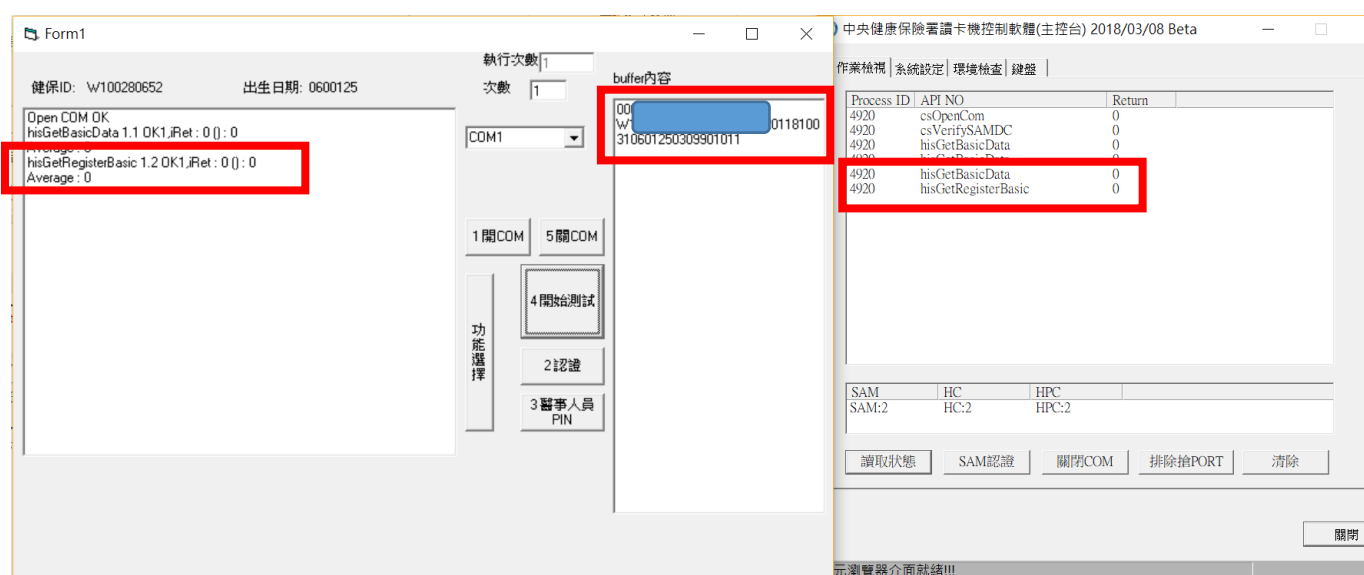 Form1
執行次數 1
健保ID: W100280652 出生日期: 0600125
次數 1
buffer內容
Open COM OK
hisGetBasicData 1.1 OK1,iRet : 0 () : 0
Average : 0
hisGetRegisterBasic 1.2 OK1,iRet : 0 () : 0
Average : 0
COM1
00
W
0118100
310601250309901011
1開COM
5關COM
4開始測試
功能選擇
2認證
3醫事人員
PIN
中央健康保險署讀卡機控制軟體(主控台) 2018/03/08 Beta
作業檢視 系統設定 環境檢查 鍵盤
Process ID API NO Return
4920 csOpenCom 0
4920 csVerifySAMDC 0
4920 hisGetBasicData 0
4920 hisGetBasicData 0
4920 hisGetBasicData 0
4920 hisGetRegisterBasic 0
SAM HC HPC
SAM:2 HC:2 HPC:2
讀取狀態 SAM認證 關閉COM 排除搶PORT 清除
關閉
元瀏覽器介面就緒!!!